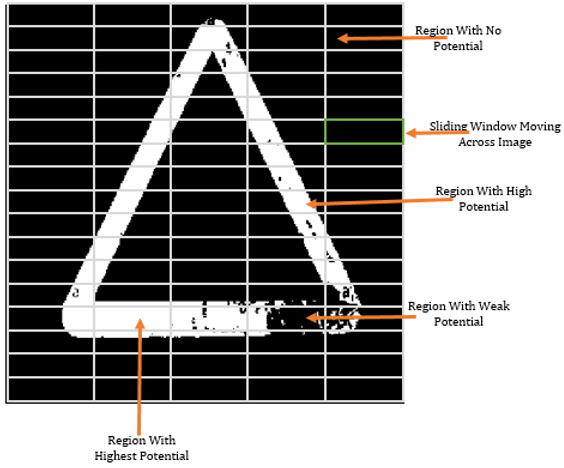 Region With No
Potential
Sliding Window Moving
Across Image
Region With High
Potential
Region With Weak
Potential
Region With
Highest Potential